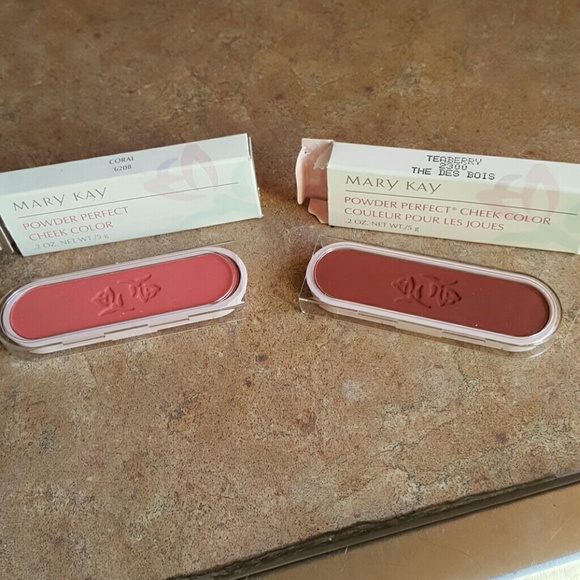 CORAL
6208
MARY KAY
POWDER PERFECT
CHEEK COLOR
.2 OZ. NET WT./5 g
TEABERRY
2300
THE DES BOIS
MARY KAY
POWDER PERFECT® CHEEK COLOR
COULEUR POUR LES JOUES
.2 OZ. NET WT./5 g